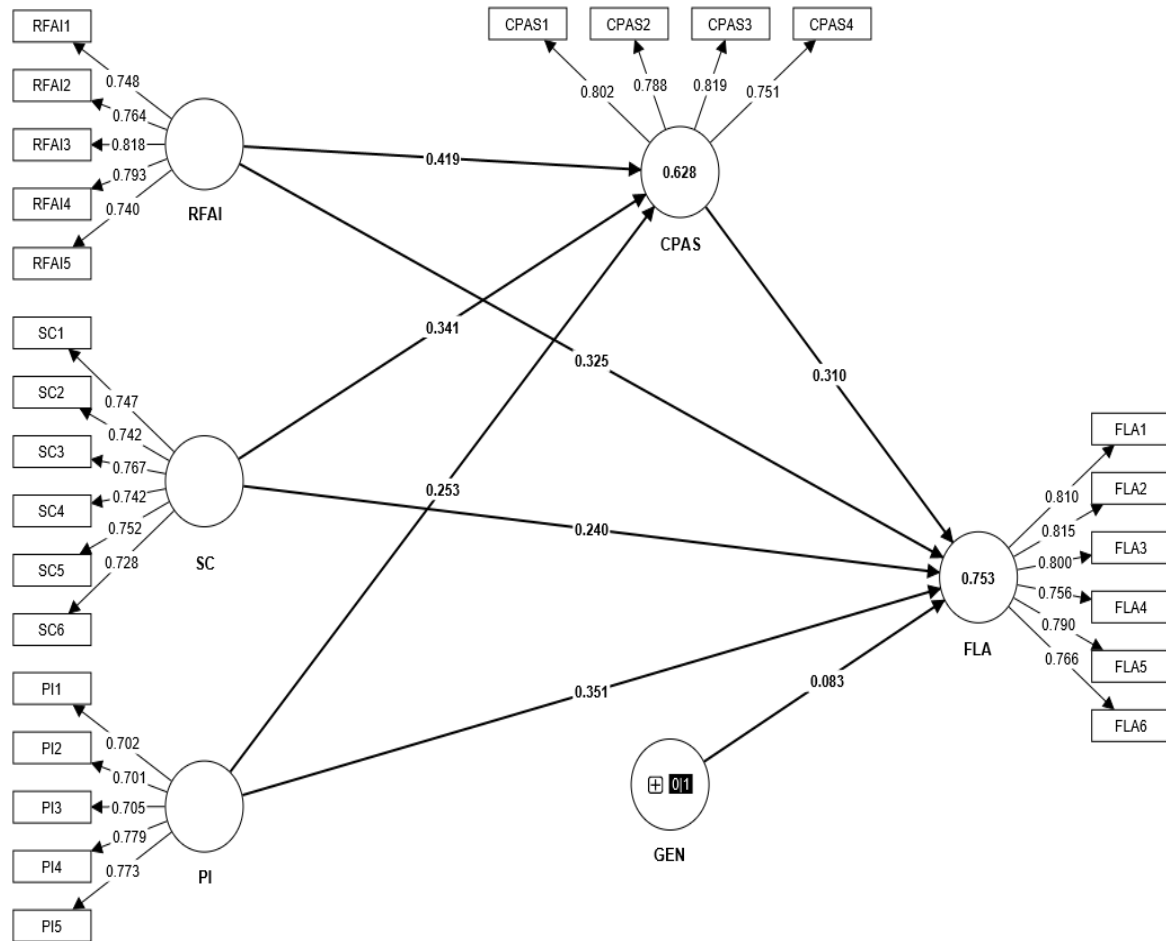 RFAI1
RFAI2
RFAI3
RFAI4
RFAI5
0.748
0.764
0.818
0.793
0.740
RFAI
CPAS1
CPAS2
CPAS3
CPAS4
0.802
0.788
0.819
0.751
0.628
CPAS
0.419
0.341
0.325
0.310
0.253
0.240
0.351
0.083
SC1
SC2
SC3
SC4
SC5
SC6
0.747
0.742
0.767
0.742
0.752
0.728
SC
PI1
PI2
PI3
PI4
PI5
0.702
0.701
0.705
0.779
0.773
PI
0|1
GEN
0.753
FLA
0.810
0.815
0.800
0.756
0.790
0.766
FLA1
FLA2
FLA3
FLA4
FLA5
FLA6